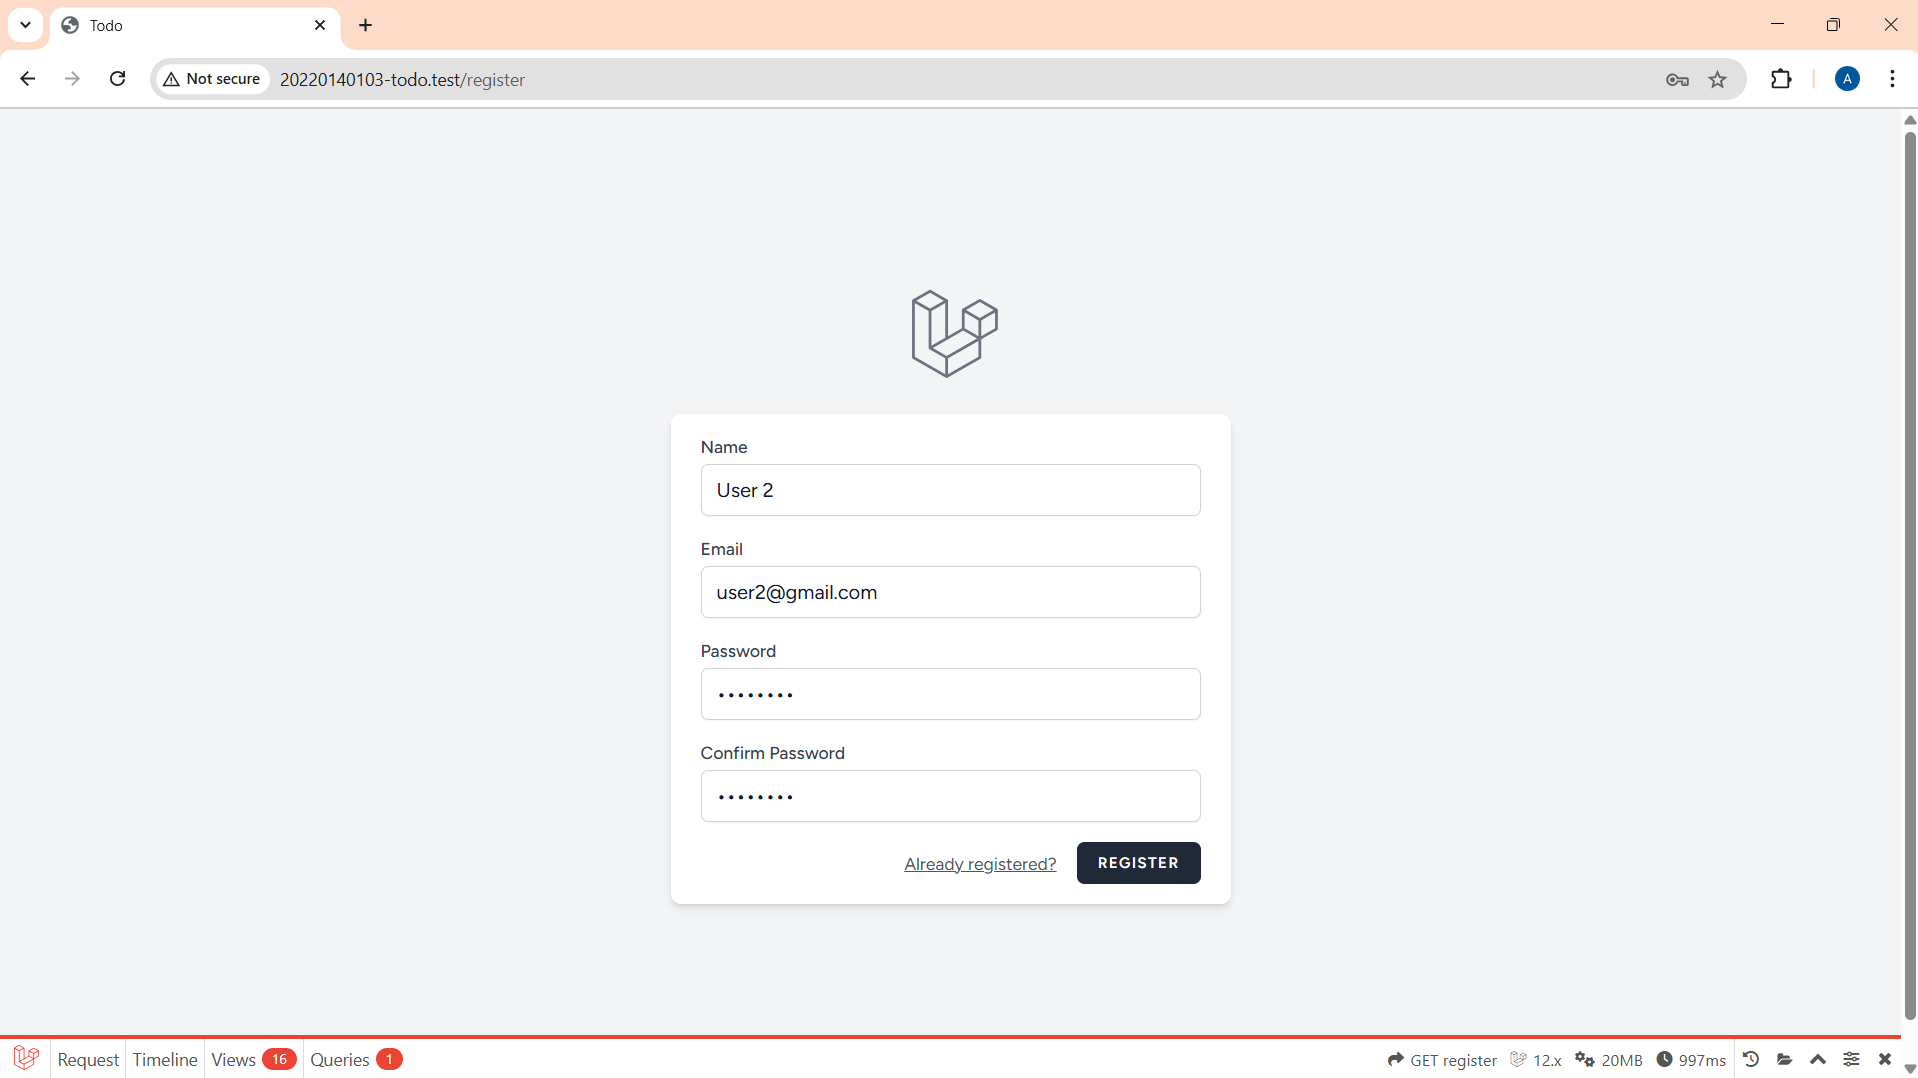 Todo
Not secure 20220140103-todo.test/register A
Name
User 2
Email
user2@gmail.com
Password
••••••••
Confirm Password
••••••••
Already registered? REGISTER
Request Timeline Views 16 Queries 1 GET register 12.x 20MB 997ms